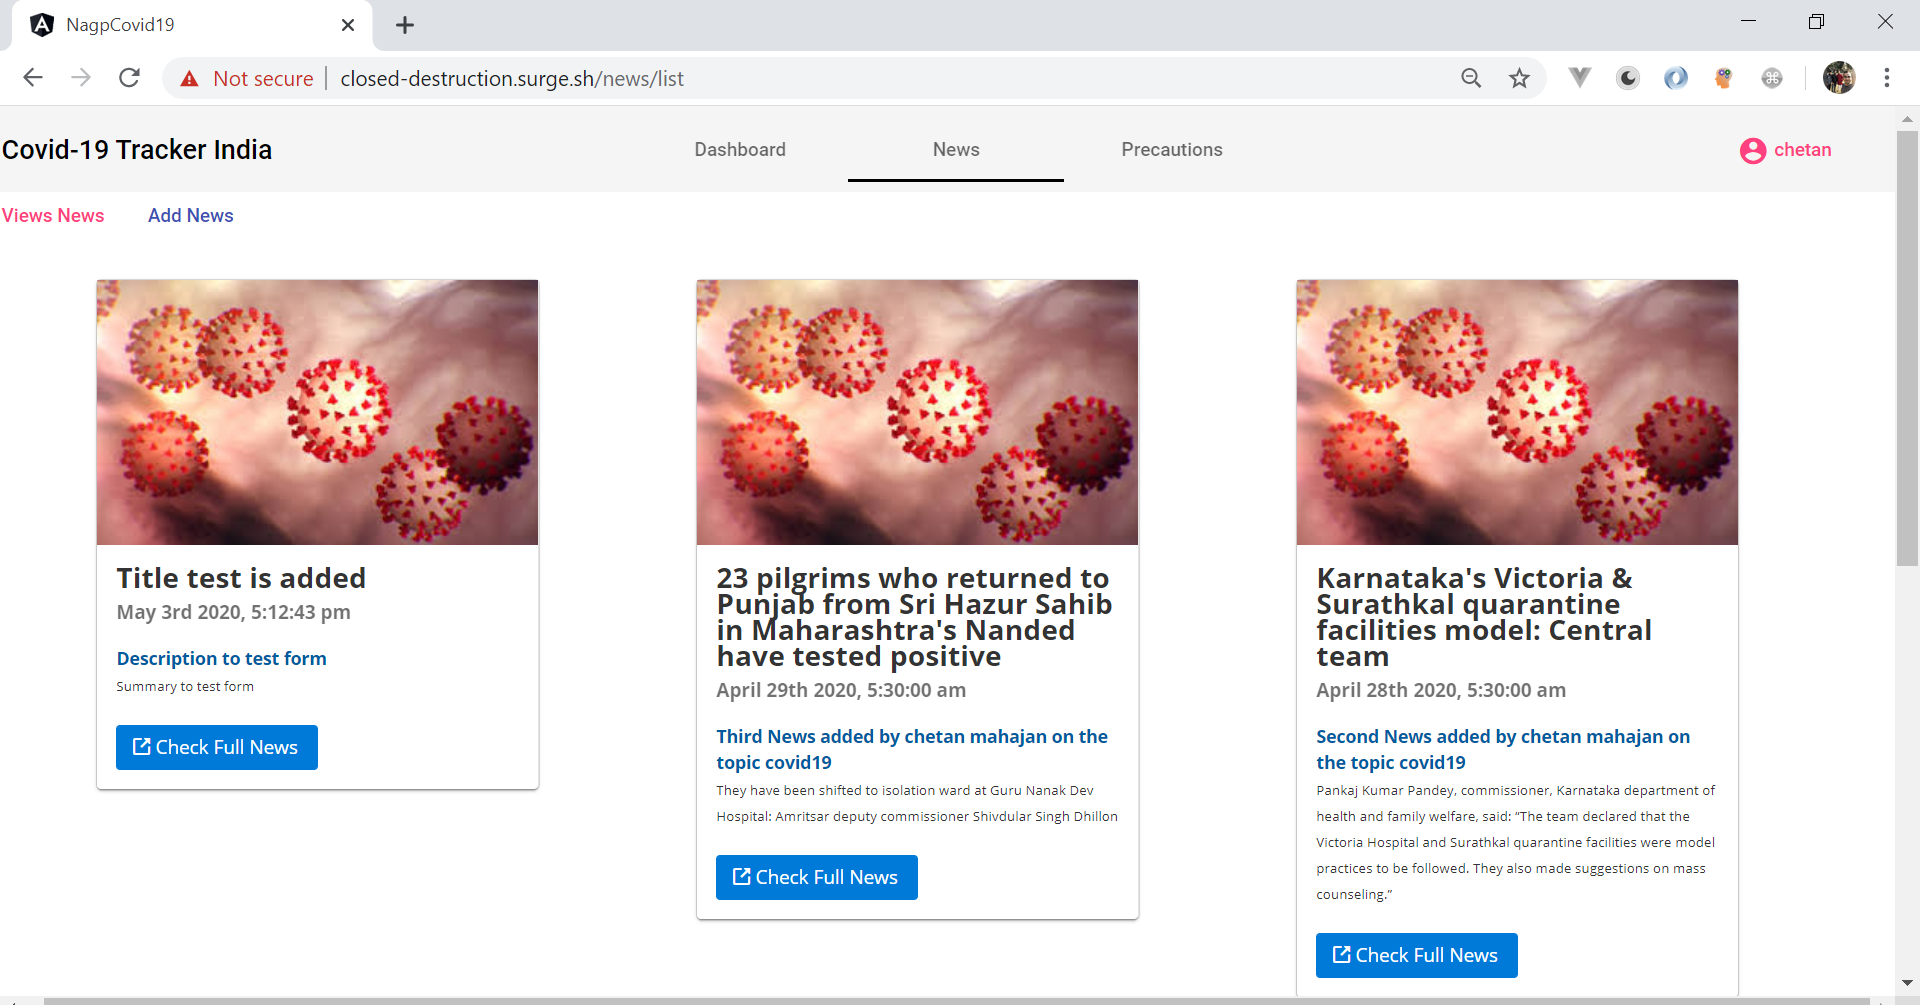 NagpCovid19
Not secure
closed-destruction.surge.sh/news/list
Covid-19 Tracker India
Dashboard
News
Precautions
chetan
Views News
Add News
Title test is added
May 3rd 2020, 5:12:43 pm
Description to test form
Summary to test form
Check Full News
23 pilgrims who returned to
Punjab from Sri Hazur Sahib
in Maharashtra's Nanded
have tested positive
April 29th 2020, 5:30:00 am
Third News added by chetan mahajan on the
topic covid19
They have been shifted to isolation ward at Guru Nanak Dev
Hospital: Amritsar deputy commissioner Shivdular Singh Dhillon
Check Full News
Karnataka's Victoria &
Surathkal quarantine
facilities model: Central
team
April 28th 2020, 5:30:00 am
Second News added by chetan mahajan on
the topic covid19
Pankaj Kumar Pandey, commissioner, Karnataka department of
health and family welfare, said: “The team declared that the
Victoria Hospital and Surathkal quarantine facilities were model
practices to be followed. They also made suggestions on mass
counseling.”
Check Full News